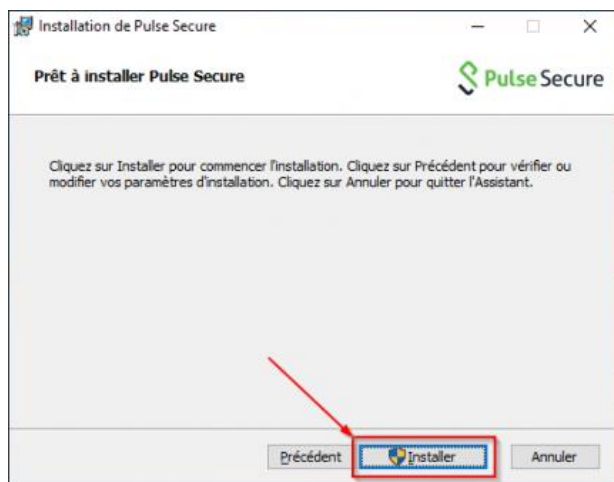 Installation de Pulse Secure
Prêt à installer Pulse Secure
Pulse Secure
Cliquez sur Installer pour commencer l'installation. Cliquez sur Précédent pour vérifier ou
modifier vos paramètres d'installation. Cliquez sur Annuler pour quitter l'Assistant.
Précédent
Installer
Annuler